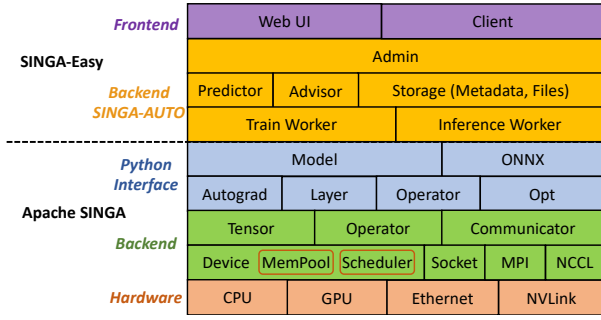 Frontend Web UI Client
SINGA-Easy Admin
Backend Predictor Advisor Storage (Metadata, Files)
SINGA-AUTO Train Worker Inference Worker
Python Model ONNX
Interface Autograd Layer Operator Opt
Apache SINGA
Tensor Operator Communicator
Backend
Device MemPool Scheduler Socket MPI NCCL
Hardware CPU GPU Ethernet NVLink